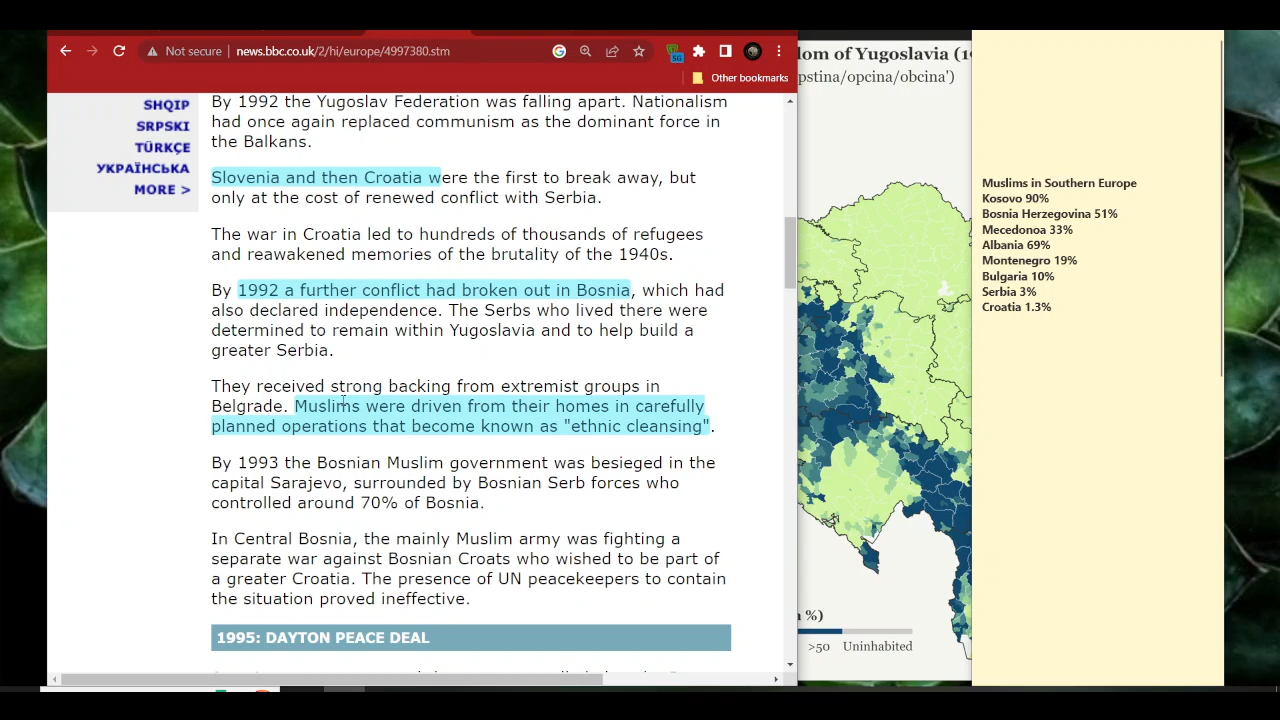 Not secure | news.bbc.co.uk/2/hi/europe/4997380.stm
SG
Other bookmarks
SHQIP
SRPSKI
TÜRKÇE
УКРАЇНСЬКА
MORE >
By 1992 the Yugoslav Federation was falling apart. Nationalism
had once again replaced communism as the dominant force in
the Balkans.
Slovenia and then Croatia were the first to break away, but
only at the cost of renewed conflict with Serbia.
The war in Croatia led to hundreds of thousands of refugees
and reawakened memories of the brutality of the 1940s.
By 1992 a further conflict had broken out in Bosnia, which had
also declared independence. The Serbs who lived there were
determined to remain within Yugoslavia and to help build a
greater Serbia.
They received strong backing from extremist groups in
Belgrade. Muslims were driven from their homes in carefully
planned operations that become known as "ethnic cleansing".
By 1993 the Bosnian Muslim government was besieged in the
capital Sarajevo, surrounded by Bosnian Serb forces who
controlled around 70% of Bosnia.
In Central Bosnia, the mainly Muslim army was fighting a
separate war against Bosnian Croats who wished to be part of
a greater Croatia. The presence of UN peacekeepers to contain
the situation proved ineffective.
1995: DAYTON PEACE DEAL
dom of Yugoslavia (1
pstina/opcina/obcina')
%)
>50 Uninhabited
Muslims in Southern Europe
Kosovo 90%
Bosnia Herzegovina 51%
Mecedonoa 33%
Albania 69%
Montenegro 19%
Bulgaria 10%
Serbia 3%
Croatia 1.3%